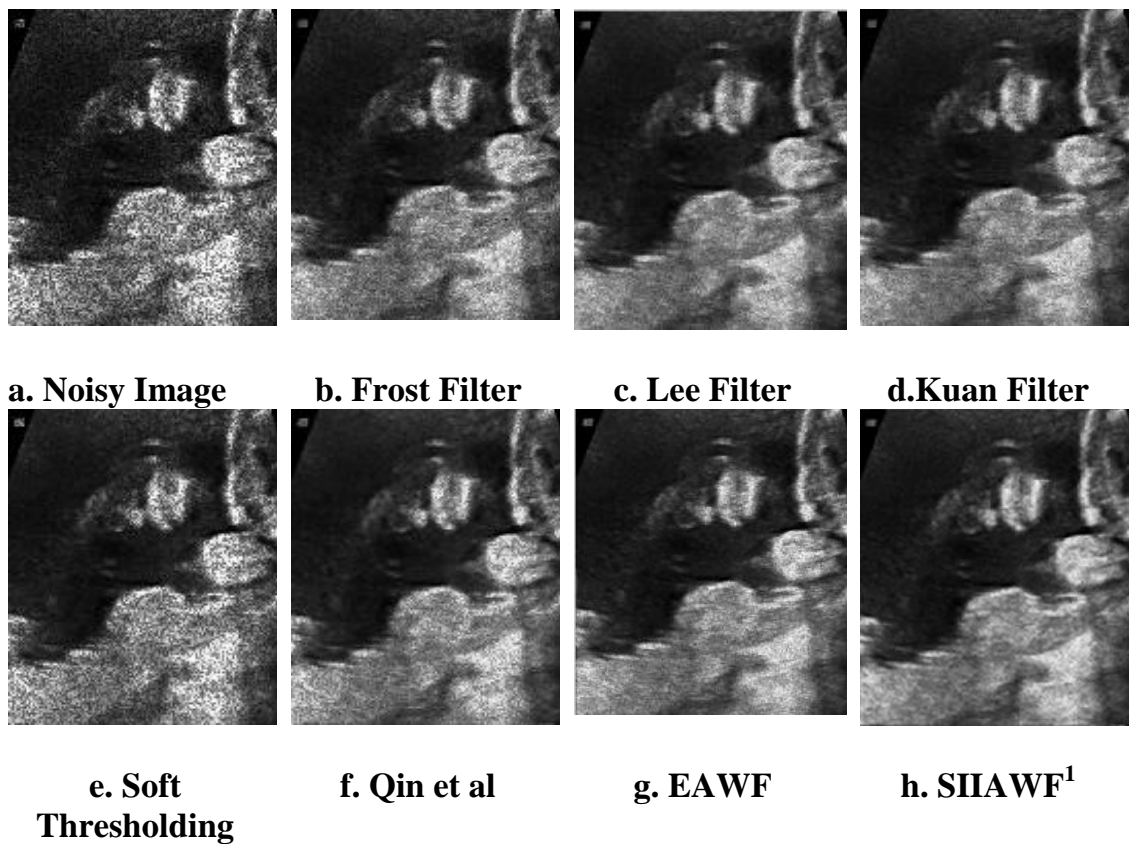 a. Noisy Image b. Frost Filter c. Lee Filter d.Kuan Filter
e. Soft Thresholding f. Qin et al g. EAWF h. SIIAWF¹